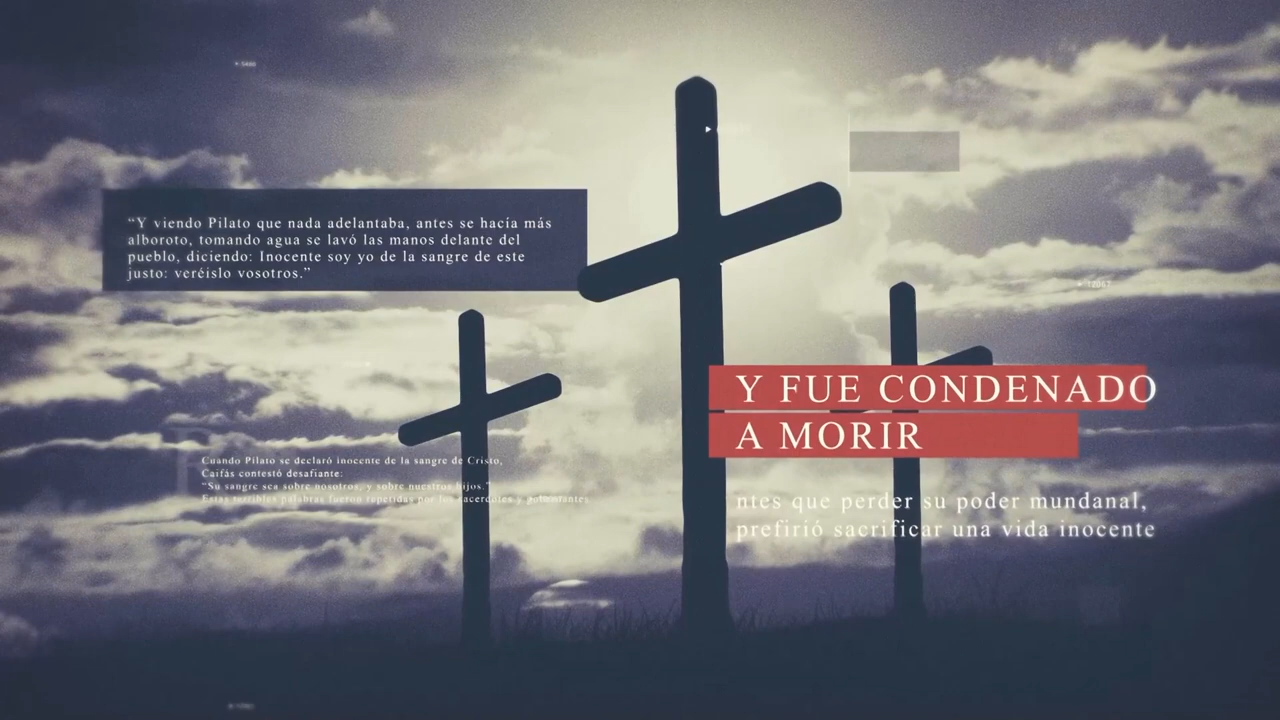 “Y viendo Pilato que nada adelantaba, antes se hacía más
alboroto, tomando agua se lavó las manos delante del
pueblo, diciendo: Inocente soy yo de la sangre de este
justo: veréislo vosotros.”
Y FUE CONDENADO
A MORIR
Cuando Pilato se declaró inocente de la sangre de Cristo,
Caifás contestó desafiante:
“Su sangre sea sobre nosotros, y sobre nuestros hijos.”
Estas terribles palabras fueron repetidas por los sacerdotes y gobernantes
ntes que perder su poder mundanal,
prefirió sacrificar una vida inocente
12067